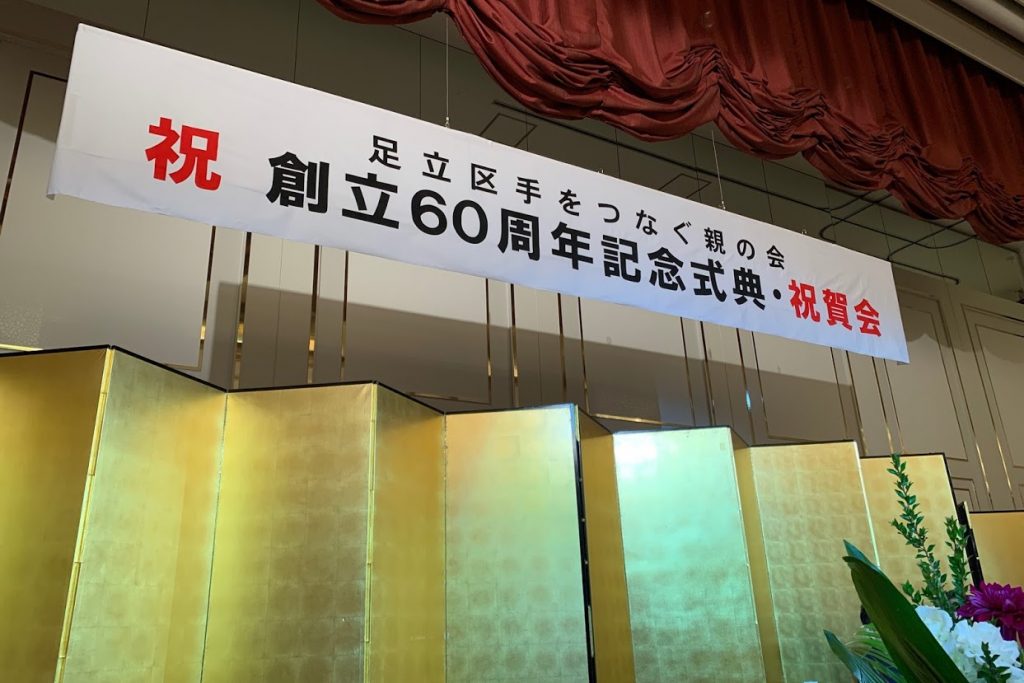 祝
足立区手をつなぐ親の会
創立60周年記念式典・祝賀会